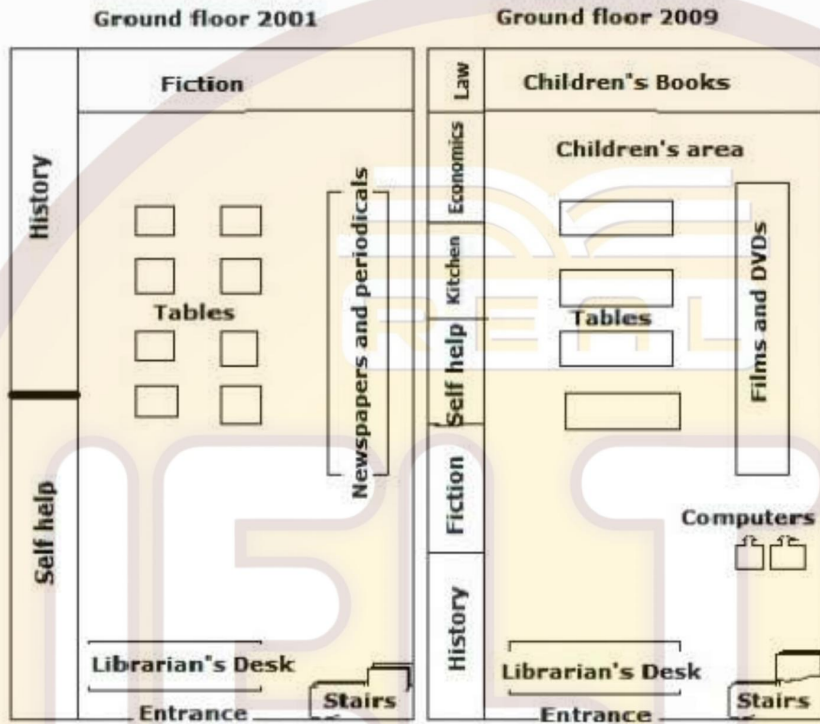 Ground floor 2001
Fiction
History
Newspapers and periodicals
Tables
Self help
Librarian's Desk
Stairs
Entrance
Ground floor 2009
Law
Children's Books
Economics
Children's area
Kitchen
Films and DVDs
Tables
Self help
Fiction
Computers
History
Librarian's Desk
Stairs
Entrance
REAL
IELT